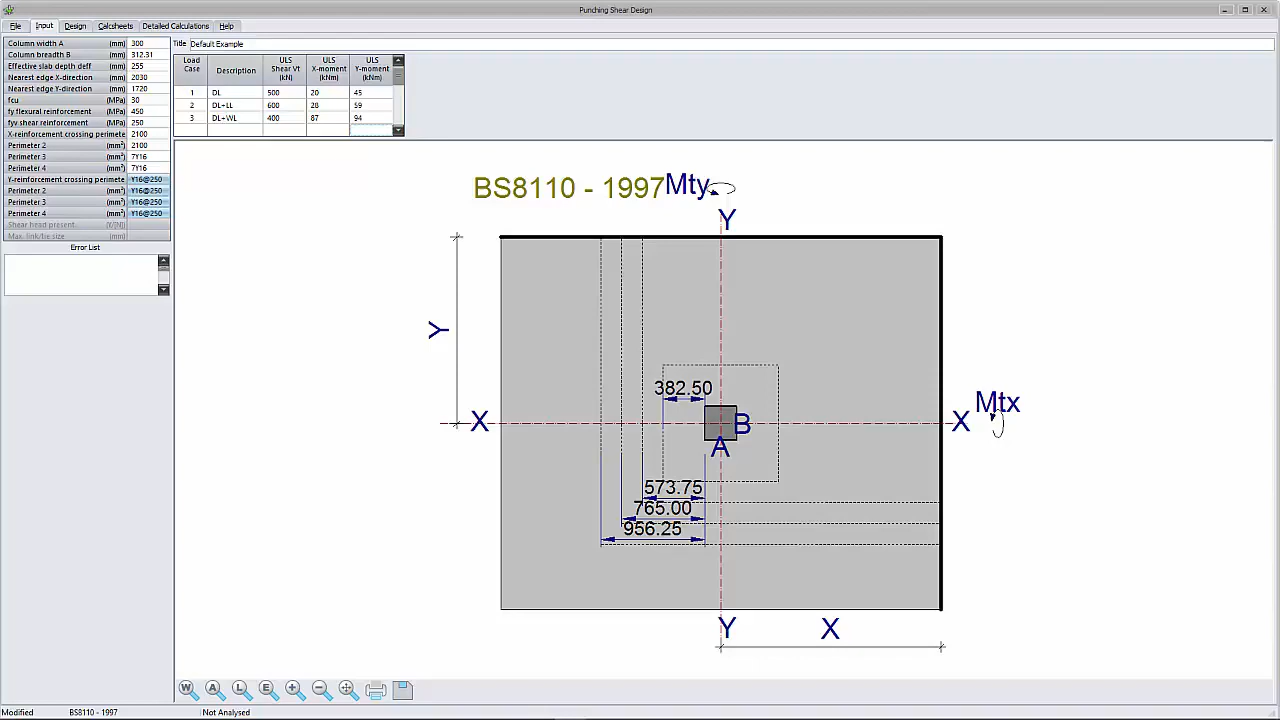 Punching Shear Design
File Input Design Calcsheets Detailed Calculations Help
Column width A (mm) 300
Column breadth B (mm) 312.31
Effective slab depth deff (mm) 255
Nearest edge X-direction (mm) 2030
Nearest edge Y-direction (mm) 1720
fcu (MPa) 30
fy flexural reinforcement (MPa) 450
fyv shear reinforcement (MPa) 250
X-reinforcement crossing perimete 2100
Perimeter 2 (mm²) 2100
Perimeter 3 (mm²) 7Y16
Perimeter 4 (mm²) 7Y16
Y-reinforcement crossing perimete Y16@250
Perimeter 2 (mm²) Y16@250
Perimeter 3 (mm²) Y16@250
Perimeter 4 (mm²) Y16@250
Shear head present. (Y/[N])
Max. link/tie size (mm)
Error List
Title Default Example
Load Case Description ULS Shear Vt (kN) ULS X-moment (kNm) ULS Y-moment (kNm)
1 DL 500 20 45
2 DL+LL 600 28 59
3 DL+WL 400 87 94
BS8110 - 1997 Mty
Y
Y
382.50
Mtx
X B X
A
573.75
765.00
956.25
Y X
W A L E
Modified BS8110 - 1997 Not Analysed